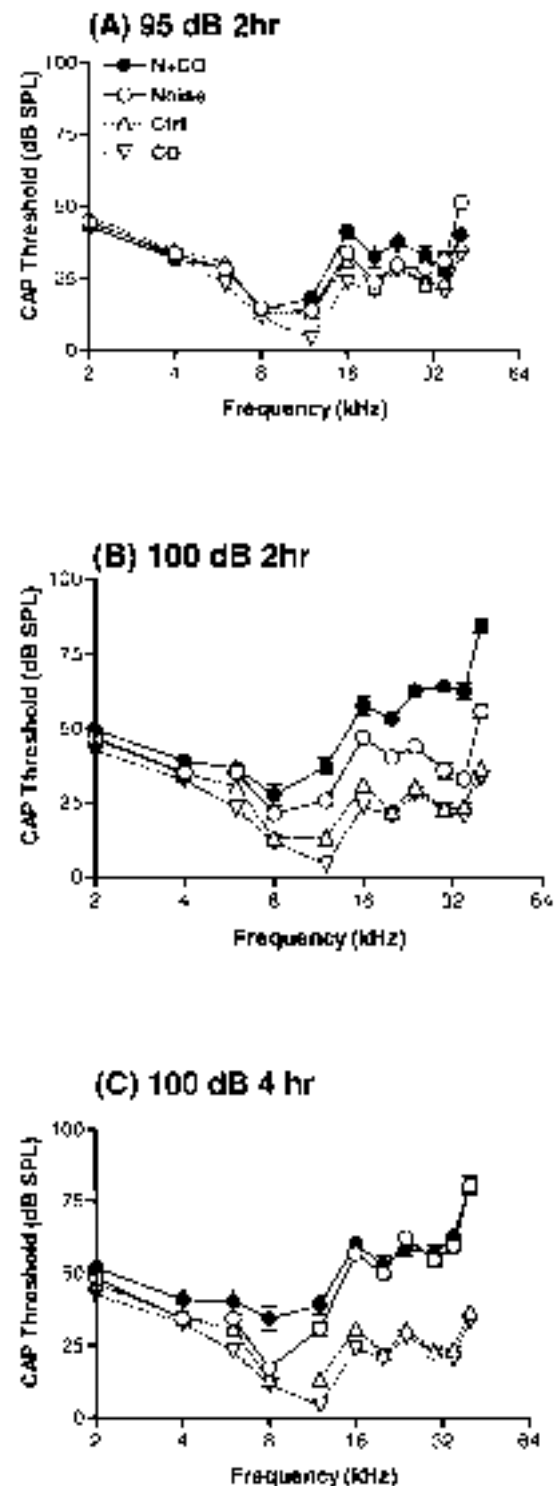 (A) 95 dB 2hr
CAP Threshold (dB SPL)
100
75
50
25
0
N+CO
Noise
Ctrl
CO
2 4 8 16 32 64
Frequency (kHz)
(B) 100 dB 2hr
CAP Threshold (dB SPL)
100
75
50
25
0
2 4 8 16 32 64
Frequency (kHz)
(C) 100 dB 4 hr
CAP Threshold (dB SPL)
100
75
50
25
0
2 4 8 16 32 64
Frequency (kHz)